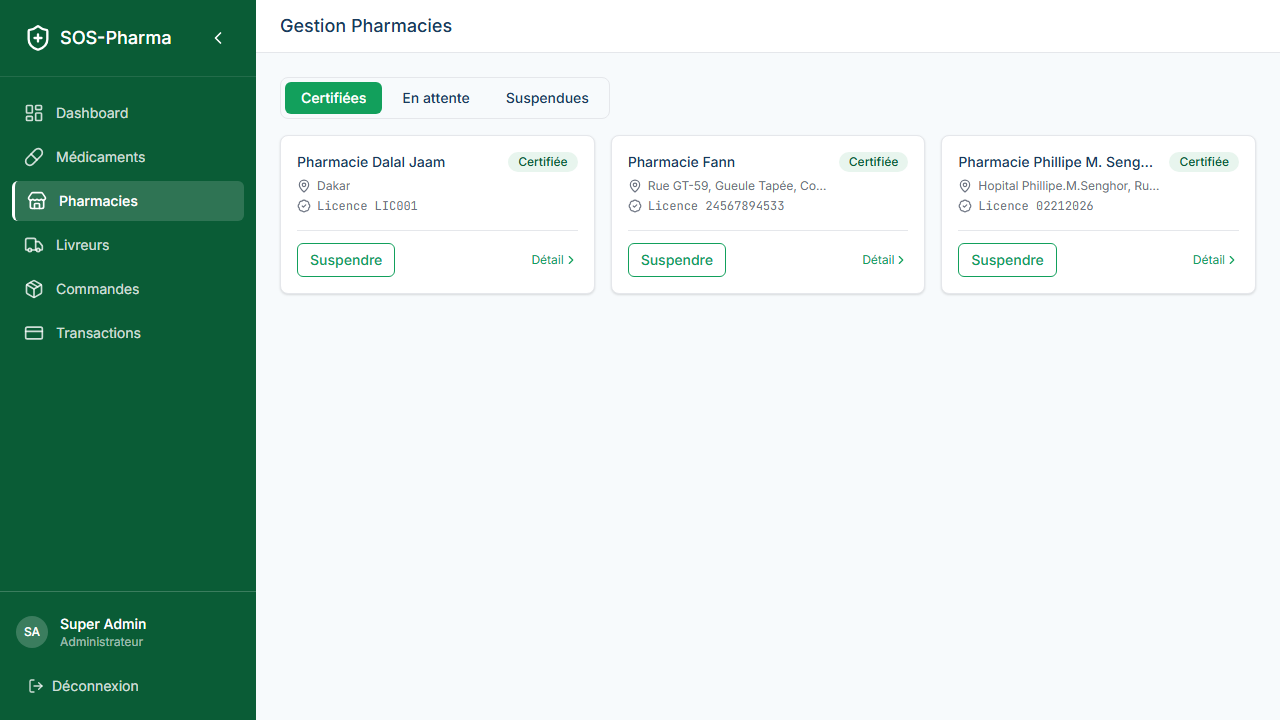 SOS-Pharma
Dashboard
Médicaments
Pharmacies
Livreurs
Commandes
Transactions
SA
Super Admin
Administrateur
Déconnexion
Gestion Pharmacies
Certifiées
En attente
Suspendues
Pharmacie Dalal Jaam
Certifiée
Dakar
Licence LIC001
Suspendre
Détail
Pharmacie Fann
Certifiée
Rue GT-59, Gueule Tapée, Co...
Licence 24567894533
Suspendre
Détail
Pharmacie Phillipe M. Seng...
Certifiée
Hopital Phillipe.M.Senghor, Ru...
Licence 02212026
Suspendre
Détail